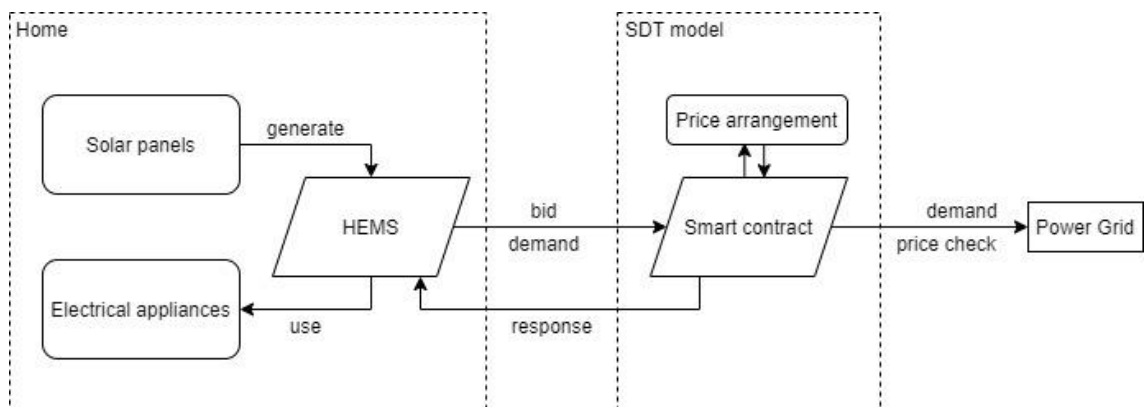 Home
SDT model
Solar panels
generate
Price arrangement
HEMS
bid
demand
Smart contract
demand
price check
Power Grid
Electrical appliances
use
response